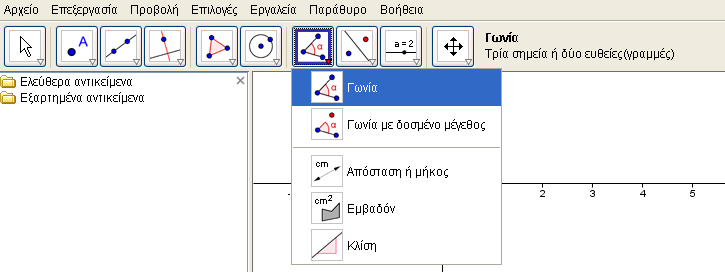 Αρχείο Επεξεργασία Προβολή Επιλογές Εργαλεία Παράθυρο Βοήθεια
A
α
a = 2
Γωνία
Τρία σημεία ή δύο ευθείες(γραμμές)
Ελεύθερα αντικείμενα
Εξαρτημένα αντικείμενα
α Γωνία
α Γωνία με δοσμένο μέγεθος
cm Απόσταση ή μήκος
cm2 Εμβαδόν
Κλίση
2 3 4 5